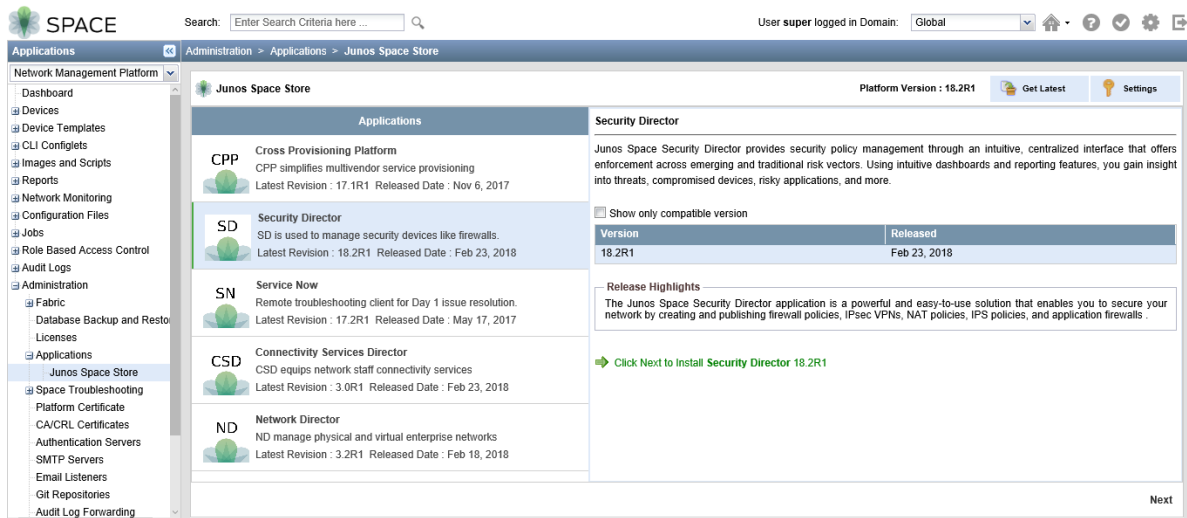 SPACE
Search: Enter Search Criteria here ...
User super logged in Domain: Global
Applications
Administration > Applications > Junos Space Store
Network Management Platform
Dashboard
Devices
Device Templates
CLI Configlets
Images and Scripts
Reports
Network Monitoring
Configuration Files
Jobs
Role Based Access Control
Audit Logs
Administration
Fabric
Database Backup and Resto
Licenses
Applications
Junos Space Store
Space Troubleshooting
Platform Certificate
CA/CRL Certificates
Authentication Servers
SMTP Servers
Email Listeners
Git Repositories
Audit Log Forwarding
Junos Space Store
Platform Version : 18.2R1
Get Latest
Settings
Applications
CPP
Cross Provisioning Platform
CPP simplifies multivendor service provisioning
Latest Revision : 17.1R1 Released Date : Nov 6, 2017
SD
Security Director
SD is used to manage security devices like firewalls.
Latest Revision : 18.2R1 Released Date : Feb 23, 2018
SN
Service Now
Remote troubleshooting client for Day 1 issue resolution.
Latest Revision : 17.2R1 Released Date : May 17, 2017
CSD
Connectivity Services Director
CSD equips network staff connectivity services
Latest Revision : 3.0R1 Released Date : Feb 23, 2018
ND
Network Director
ND manage physical and virtual enterprise networks
Latest Revision : 3.2R1 Released Date : Feb 18, 2018
Security Director
Junos Space Security Director provides security policy management through an intuitive, centralized interface that offers
enforcement across emerging and traditional risk vectors. Using intuitive dashboards and reporting features, you gain insight
into threats, compromised devices, risky applications, and more.
Show only compatible version
Version Released
18.2R1 Feb 23, 2018
Release Highlights
The Junos Space Security Director application is a powerful and easy-to-use solution that enables you to secure your
network by creating and publishing firewall policies, IPsec VPNs, NAT policies, IPS policies, and application firewalls .
Click Next to Install Security Director 18.2R1
Next